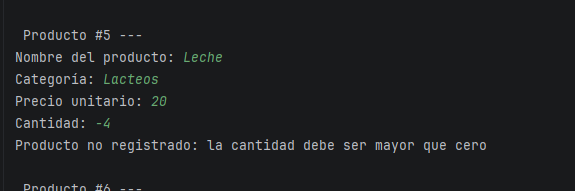 Producto #5 ---
Nombre del producto: Leche
Categoría: Lacteos
Precio unitario: 20
Cantidad: -4
Producto no registrado: la cantidad debe ser mayor que cero
Producto #6 ---